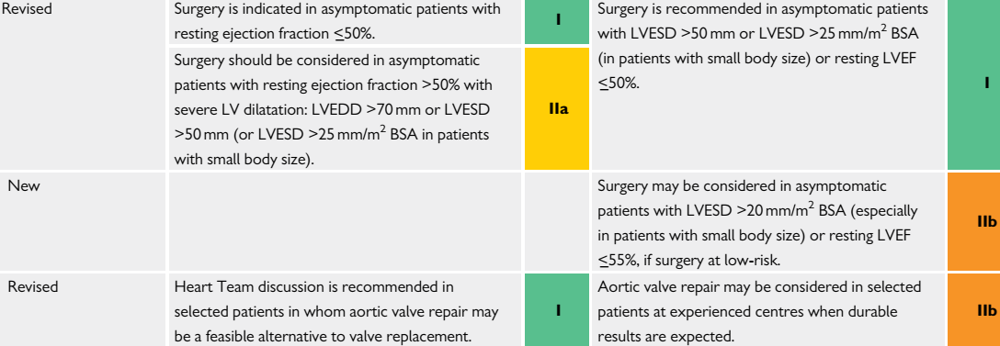 Revised
Surgery is indicated in asymptomatic patients with
resting ejection fraction ≤50%.
I
Surgery should be considered in asymptomatic
patients with resting ejection fraction >50% with
severe LV dilatation: LVEDD >70 mm or LVESD
>50 mm (or LVESD >25 mm/m² BSA in patients
with small body size).
IIa
Surgery is recommended in asymptomatic patients
with LVESD >50 mm or LVESD >25 mm/m² BSA
(in patients with small body size) or resting LVEF
≤50%.
I
New
Surgery may be considered in asymptomatic
patients with LVESD >20 mm/m² BSA (especially
in patients with small body size) or resting LVEF
≤55%, if surgery at low-risk.
IIb
Revised
Heart Team discussion is recommended in
selected patients in whom aortic valve repair may
be a feasible alternative to valve replacement.
I
Aortic valve repair may be considered in selected
patients at experienced centres when durable
results are expected.
IIb